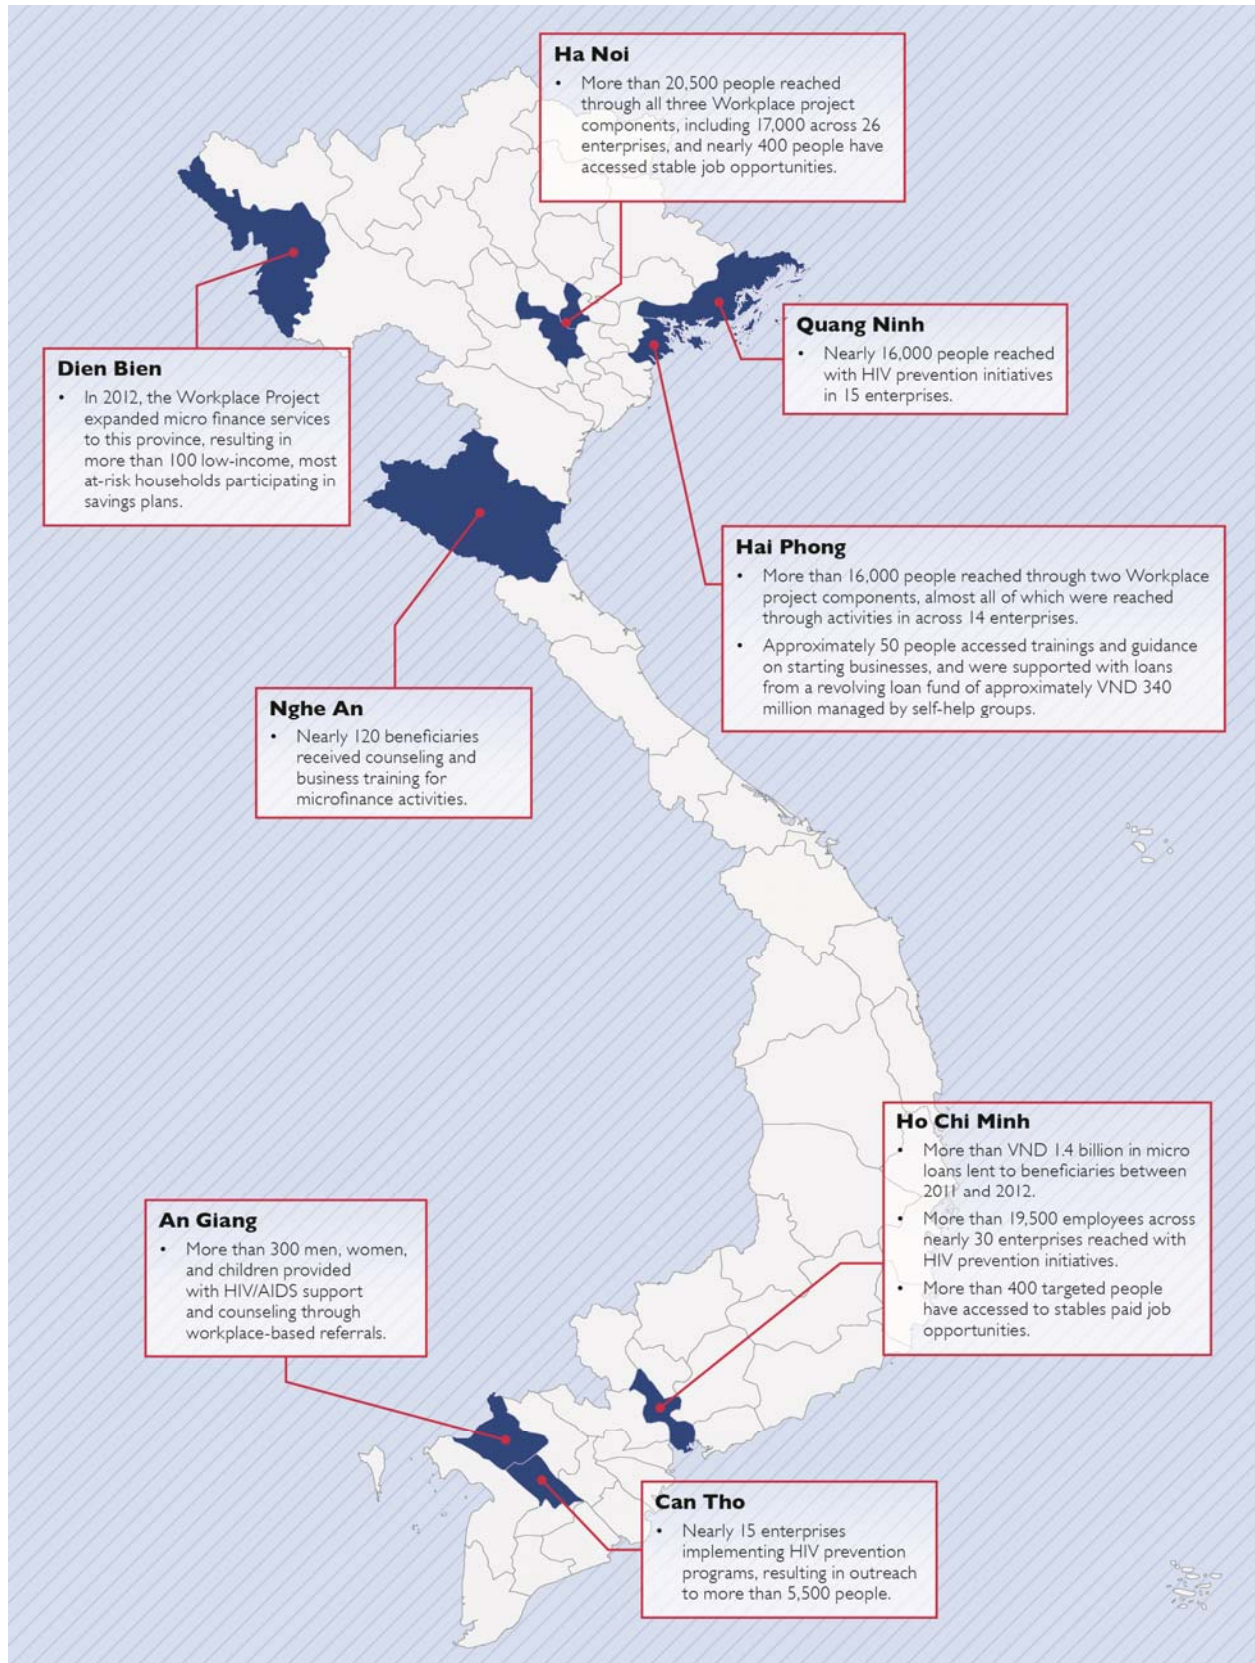 Ha Noi
• More than 20,500 people reached
through all three Workplace project
components, including 17,000 across 26
enterprises, and nearly 400 people have
accessed stable job opportunities.
Quang Ninh
• Nearly 16,000 people reached
with HIV prevention initiatives
in 15 enterprises.
Dien Bien
• In 2012, the Workplace Project
expanded micro finance services
to this province, resulting in
more than 100 low-income, most
at-risk households participating in
savings plans.
Hai Phong
• More than 16,000 people reached through two Workplace
project components, almost all of which were reached
through activities in across 14 enterprises.
• Approximately 50 people accessed trainings and guidance
on starting businesses, and were supported with loans
from a revolving loan fund of approximately VND 340
million managed by self-help groups.
Nghe An
• Nearly 120 beneficiaries
received counseling and
business training for
microfinance activities.
Ho Chi Minh
• More than VND 1.4 billion in micro
loans lent to beneficiaries between
2011 and 2012.
• More than 19,500 employees across
nearly 30 enterprises reached with
HIV prevention initiatives.
• More than 400 targeted people
have accessed to stables paid job
opportunities.
An Giang
• More than 300 men, women,
and children provided
with HIV/AIDS support
and counseling through
workplace-based referrals.
Can Tho
• Nearly 15 enterprises
implementing HIV prevention
programs, resulting in outreach
to more than 5,500 people.